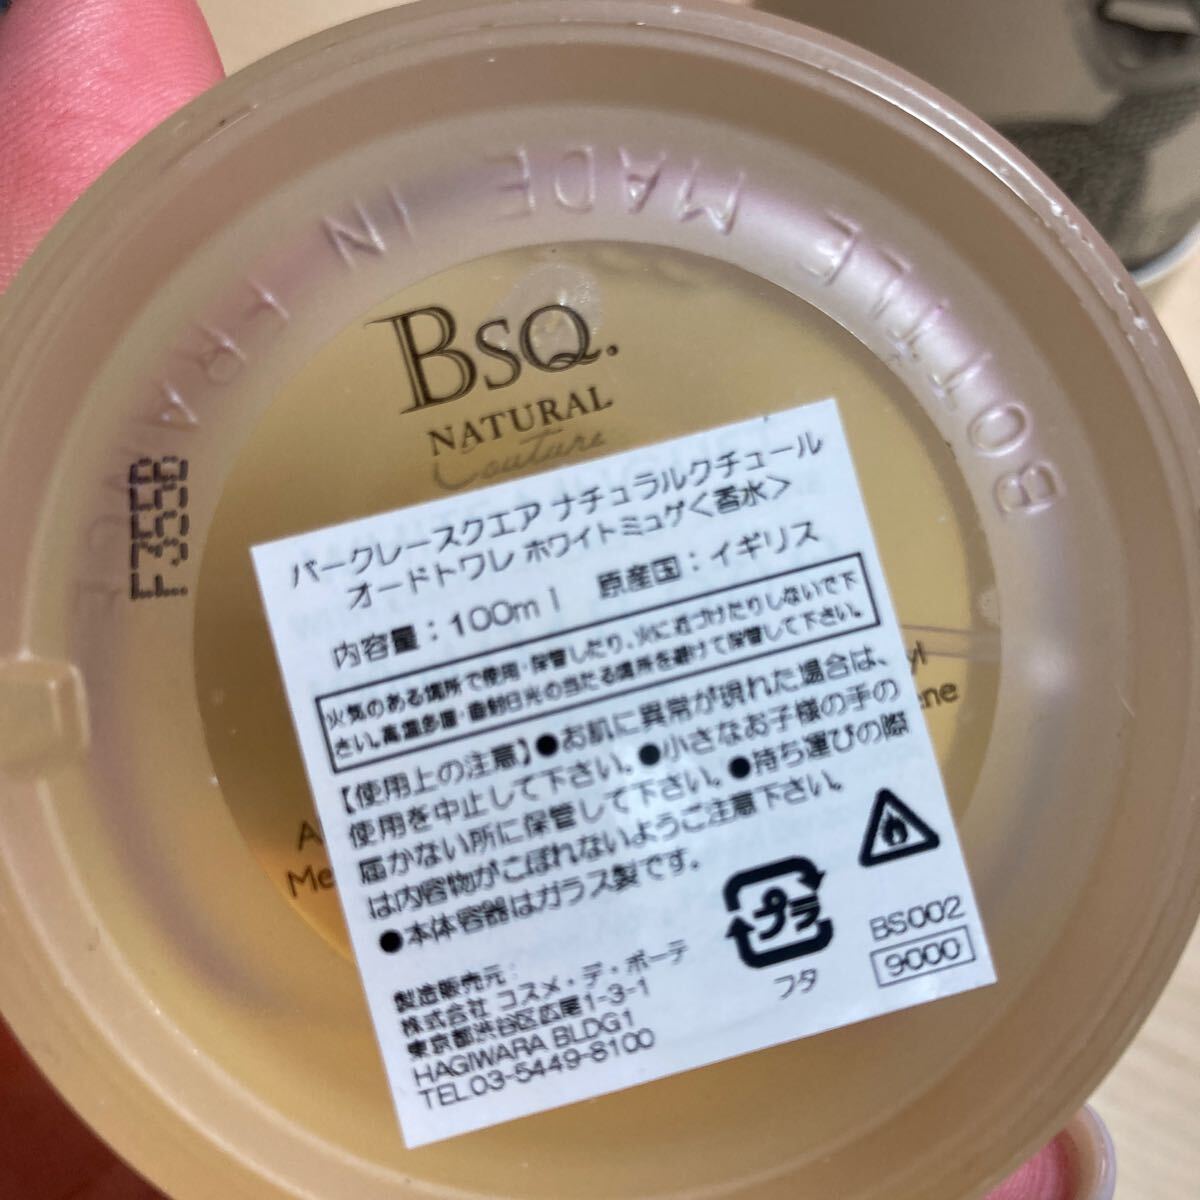 BOTTLE MADE IN FRANCE
F355B
BSQ.
NATURAL
Couture
バークレースクエア ナチュラルクチュール
オードトワレ ホワイトミュゲ<香水>
内容量:100ml 原産国:イギリス
火気のある場所で使用・保管したり、火に近づけたりしないで下
さい。高温多湿・直射日光の当たる場所を避けて保管して下さい。
【使用上の注意】●お肌に異常が現れた場合は、
使用を中止して下さい。●小さなお子様の手の
届かない所に保管して下さい。●持ち運びの際
は内容物がこぼれないようご注意下さい。
●本体容器はガラス製です。
製造販売元:
株式会社 コスメ・デ・ボーテ
東京都渋谷区広尾1-3-1
HAGIWARA BLDG1
TEL03-5449-8100
プラ
フタ
BS002
9000